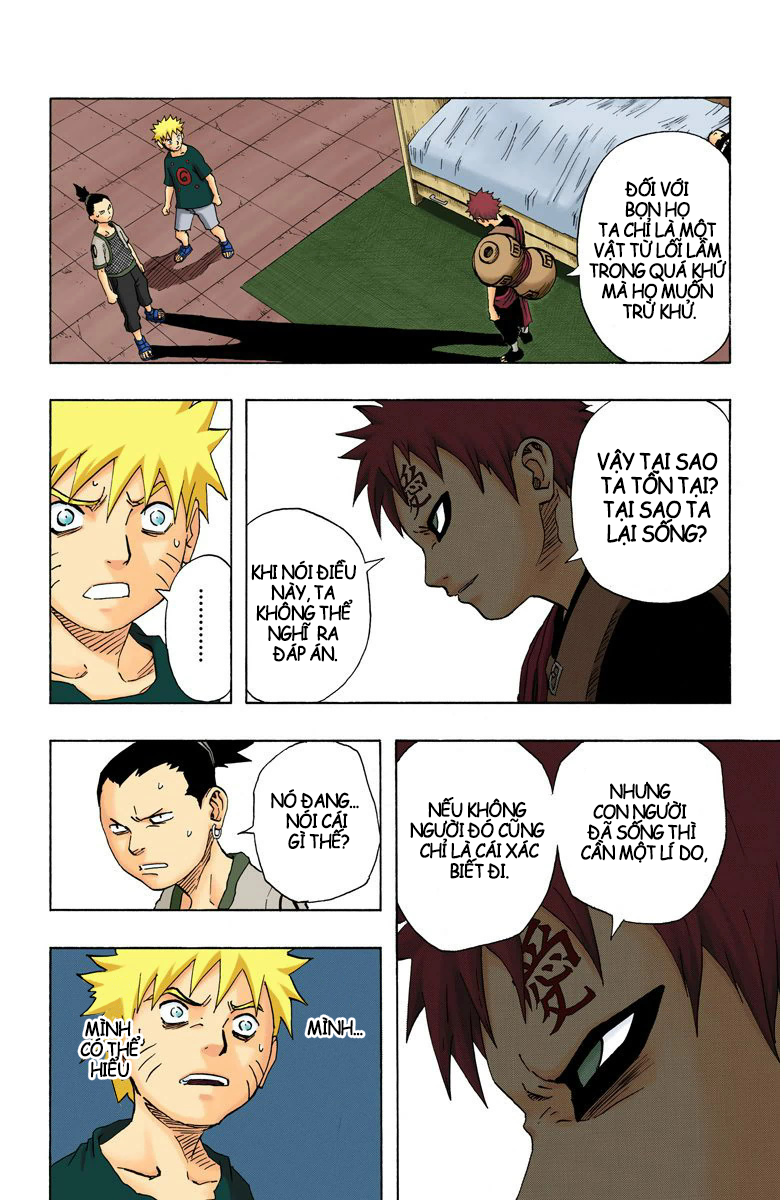 ĐỐI VỚI
BỌN HỌ
TA CHỈ LÀ MỘT
VẬT TỪ LỖI LẦM
TRONG QUÁ KHỨ
MÀ HỌ MUỐN
TRỪ KHỬ.
VẬY TẠI SAO
TA TỒN TẠI?
TẠI SAO TA
LẠI SỐNG?
愛
KHI NÓI ĐIỀU
NÀY, TA
KHÔNG THỂ
NGHĨ RA
ĐÁP ÁN.
.........
NHƯNG
CON NGƯỜI
ĐÃ SỐNG THÌ
CẦN MỘT LÍ DO,
NẾU KHÔNG
NGƯỜI ĐÓ CŨNG
CHỈ LÀ CÁI XÁC
BIẾT ĐI.
愛
NÓ ĐANG...
NÓI CÁI
GÌ THẾ?
MÌNH...
MÌNH
CÓ THỂ
HIỂU